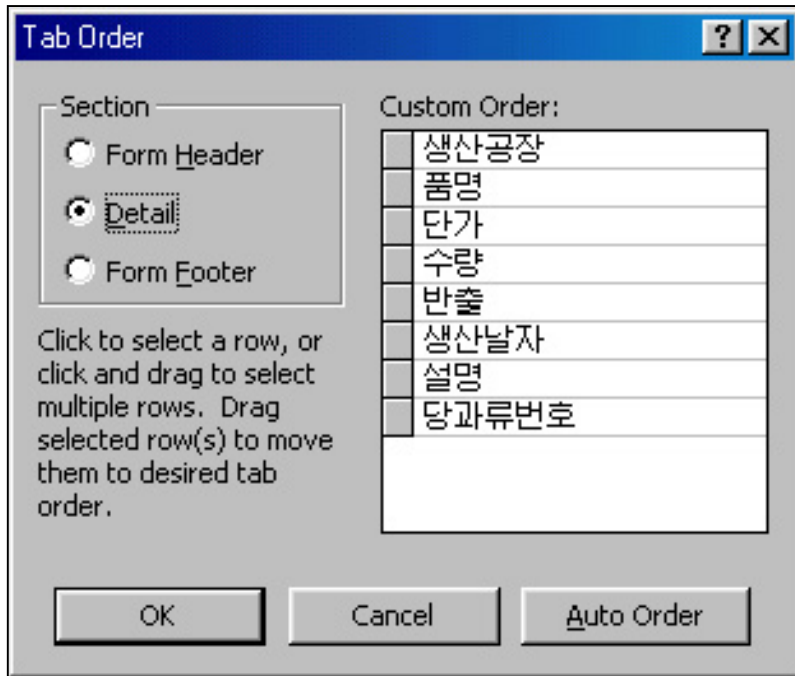 Tab Order
Section
Form Header
Detail
Form Footer
Click to select a row, or
click and drag to select
multiple rows. Drag
selected row(s) to move
them to desired tab
order.
Custom Order:
생산공장
품명
단가
수량
반출
생산날자
설명
당과류번호
OK
Cancel
Auto Order